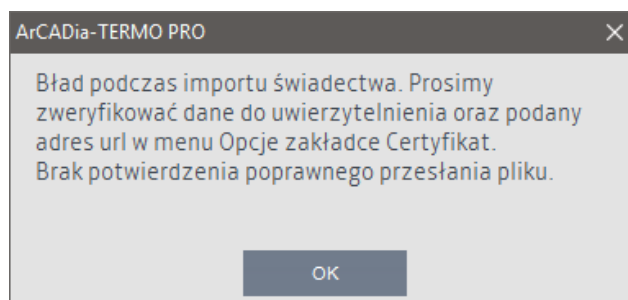 ArCADia-TERMO PRO
Bład podczas importu świadectwa. Prosimy
zweryfikować dane do uwierzytelnienia oraz podany
adres url w menu Opcje zakładce Certyfikat.
Brak potwierdzenia poprawnego przesłania pliku.
OK